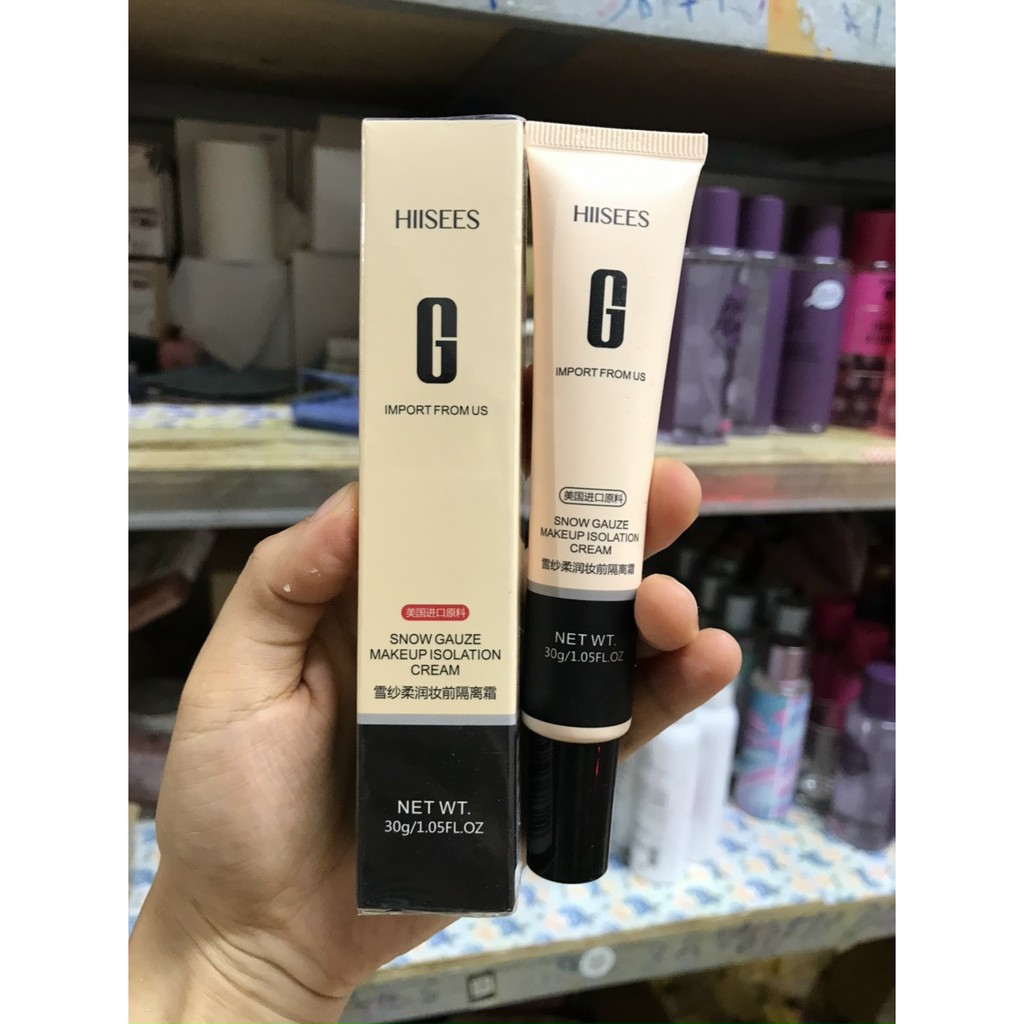 HIISEES
G
IMPORT FROM US
美国进口原料
SNOW GAUZE
MAKEUP ISOLATION
CREAM
雪纱柔润妆前隔离霜
NET WT.
30g/1.05FL.OZ
HIISEES
G
IMPORT FROM US
美国进口原料
SNOW GAUZE
MAKEUP ISOLATION
CREAM
雪纱柔润妆前隔离霜
NET WT.
30g/1.05FL.OZ